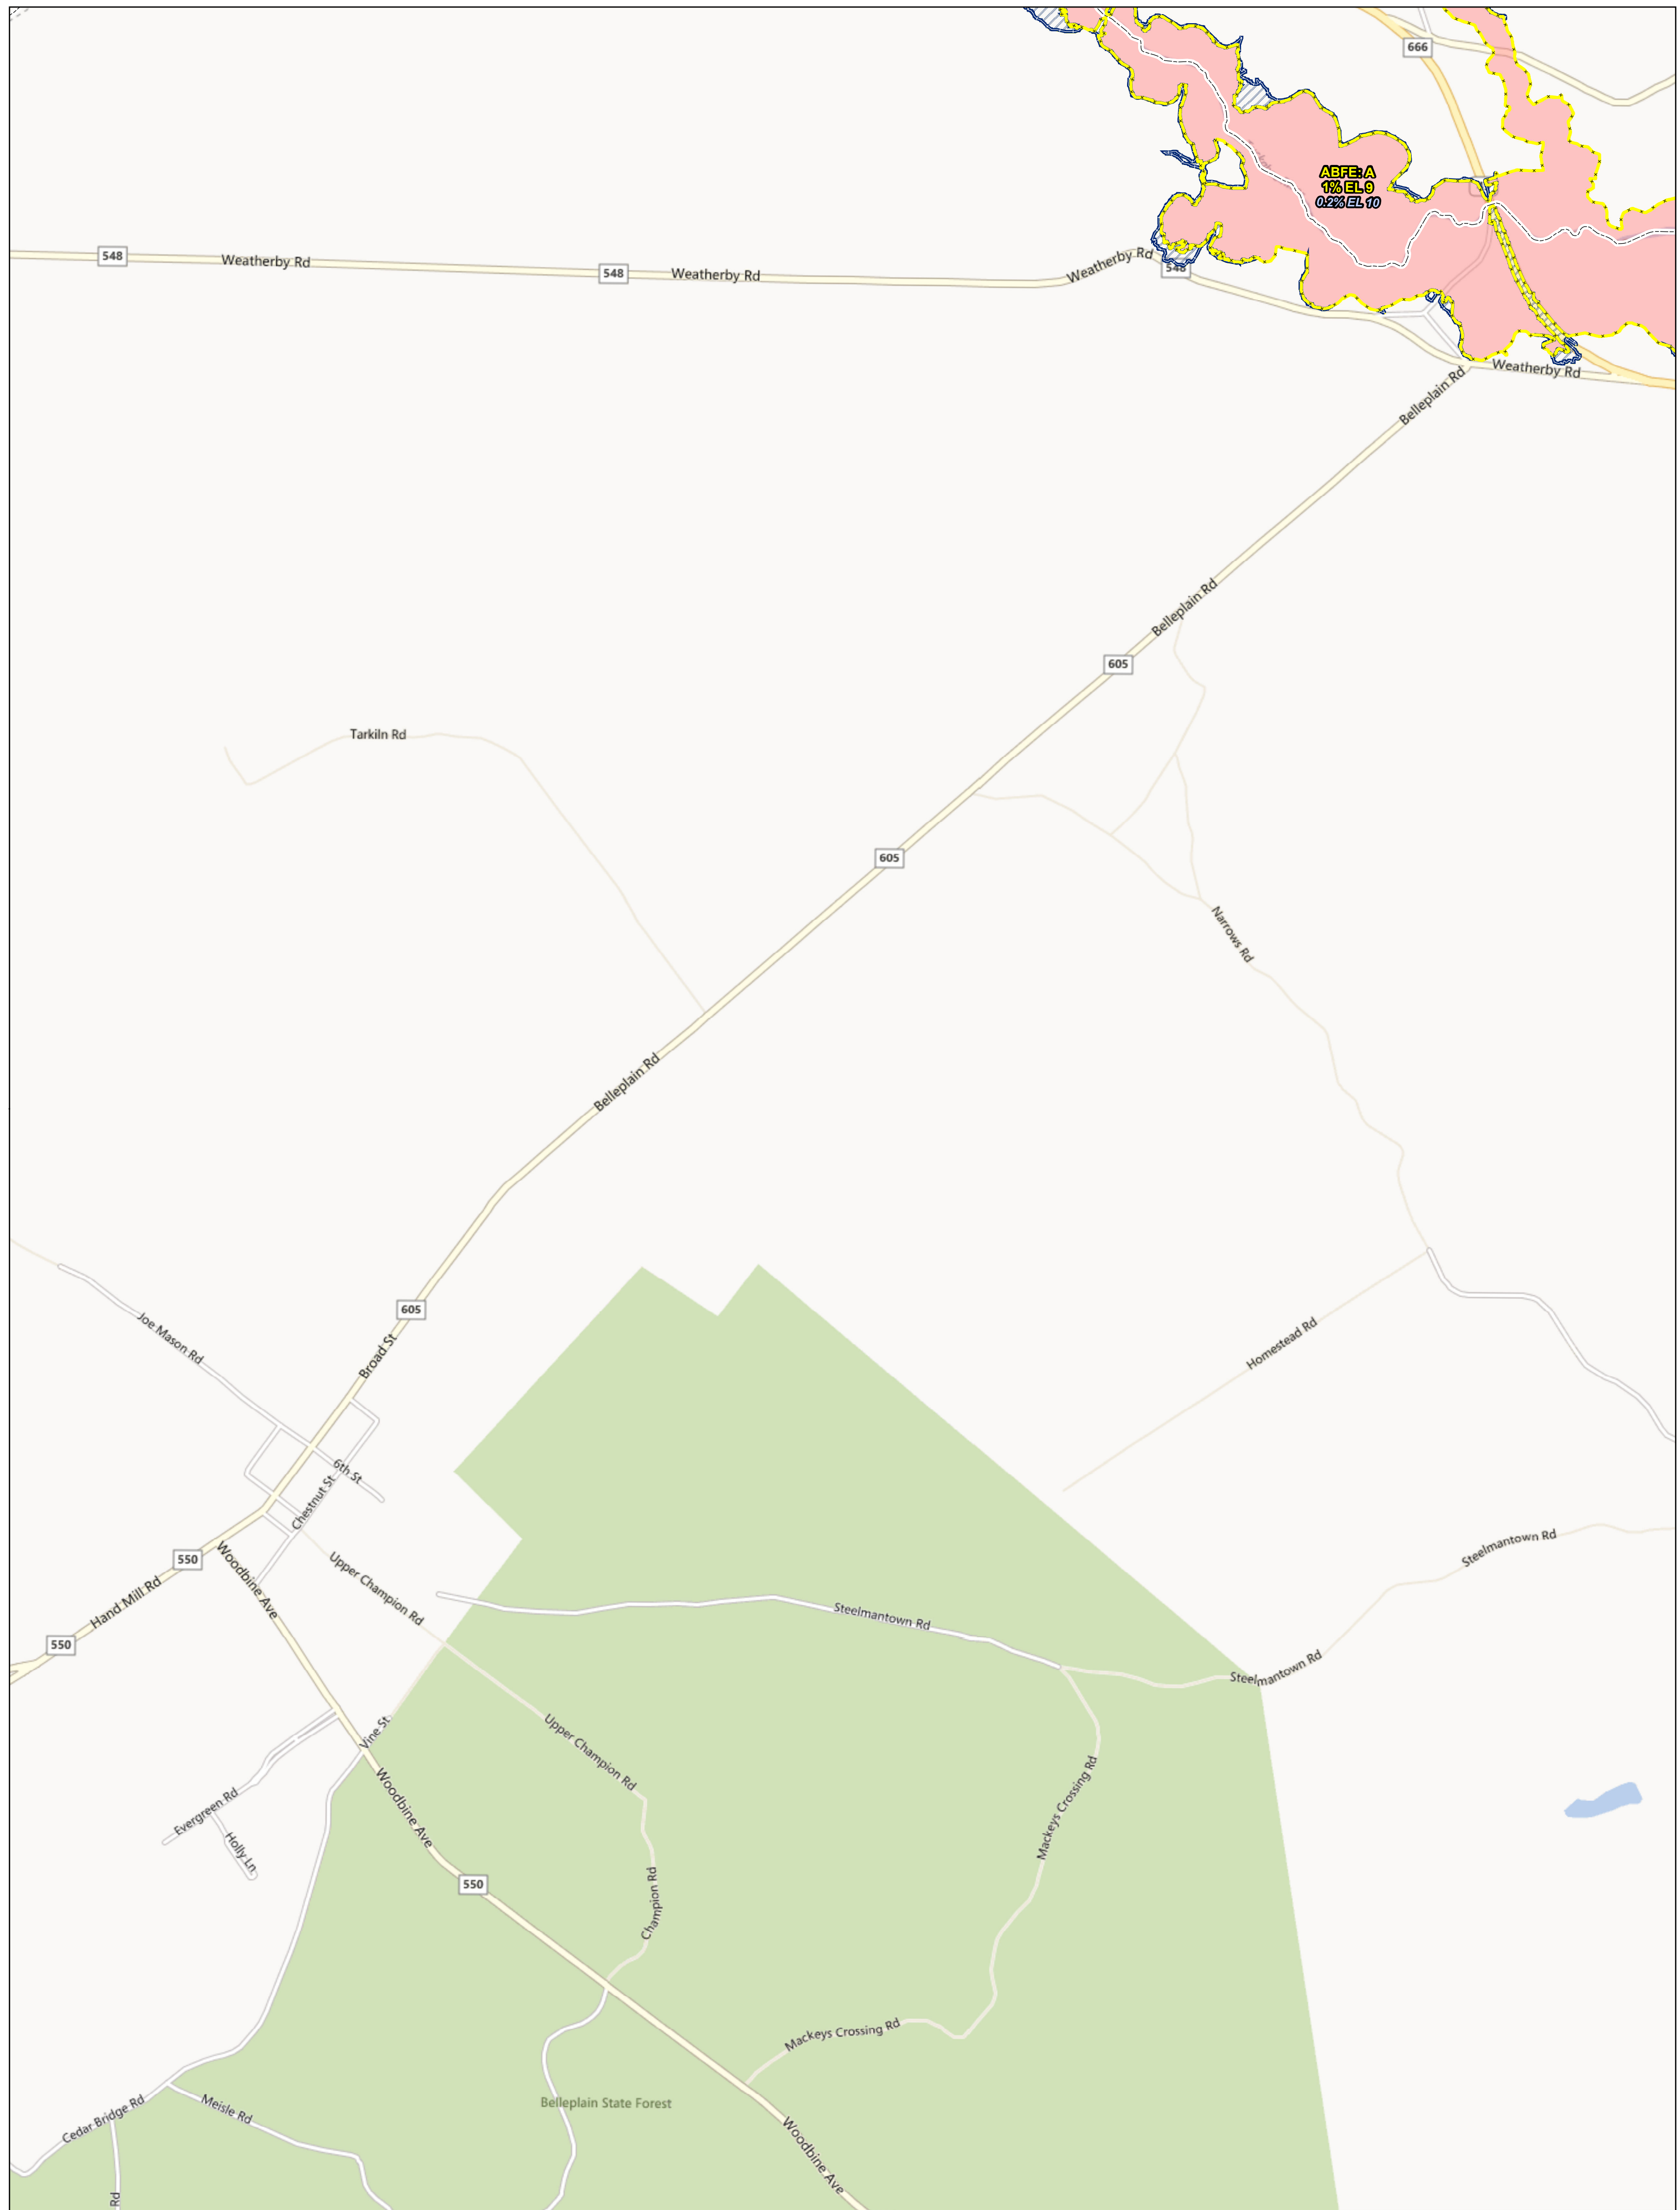 666
ABFE: A
1% EL 9
0.2% EL 10
548
Weatherby Rd
548
Weatherby Rd
Weatherby Rd
548
Weatherby Rd
Belleplain Rd
Belleplain Rd
605
Tarkiln Rd
605
Narrows Rd
Belleplain Rd
605
Joe Mason Rd
Broad St
Homestead Rd
6th St
Chestnut St
550
Woodbine Ave
Hand Mill Rd
Upper Champion Rd
550
Steelmantown Rd
Steelmantown Rd
Steelmantown Rd
Vine St
Upper Champion Rd
Mackeys Crossing Rd
Woodbine Ave
Evergreen Rd
Holly Ln
550
Champion Rd
Mackeys Crossing Rd
Belleplain State Forest
Cedar Bridge Rd
Meisle Rd
Woodbine Ave
Rd